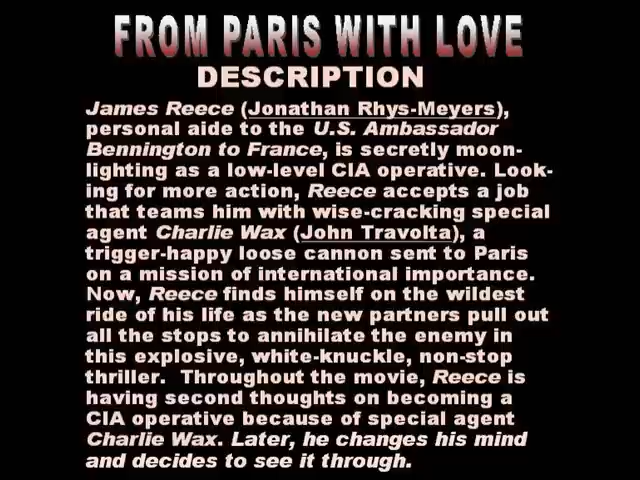 FROM PARIS WITH LOVE
DESCRIPTION
James Reece (Jonathan Rhys-Meyers),
personal aide to the U.S. Ambassador
Bennington to France, is secretly moon-
lighting as a low-level CIA operative. Look-
ing for more action, Reece accepts a job
that teams him with wise-cracking special
agent Charlie Wax (John Travolta), a
trigger-happy loose cannon sent to Paris
on a mission of international importance.
Now, Reece finds himself on the wildest
ride of his life as the new partners pull out
all the stops to annihilate the enemy in
this explosive, white-knuckle, non-stop
thriller.  Throughout the movie, Reece is
having second thoughts on becoming a
CIA operative because of special agent
Charlie Wax. Later, he changes his mind
and decides to see it through.